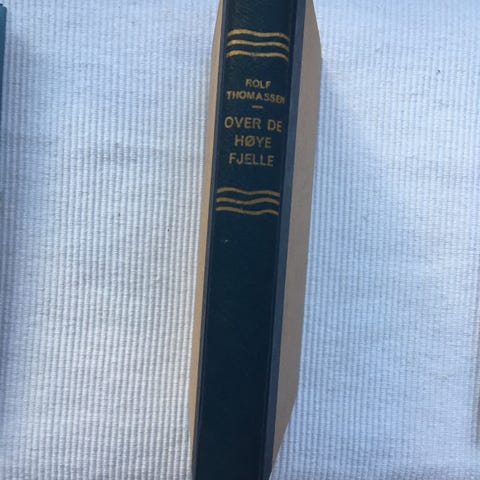 ROLF
THOMASSEN
OVER DE
HØYE
FJELLE